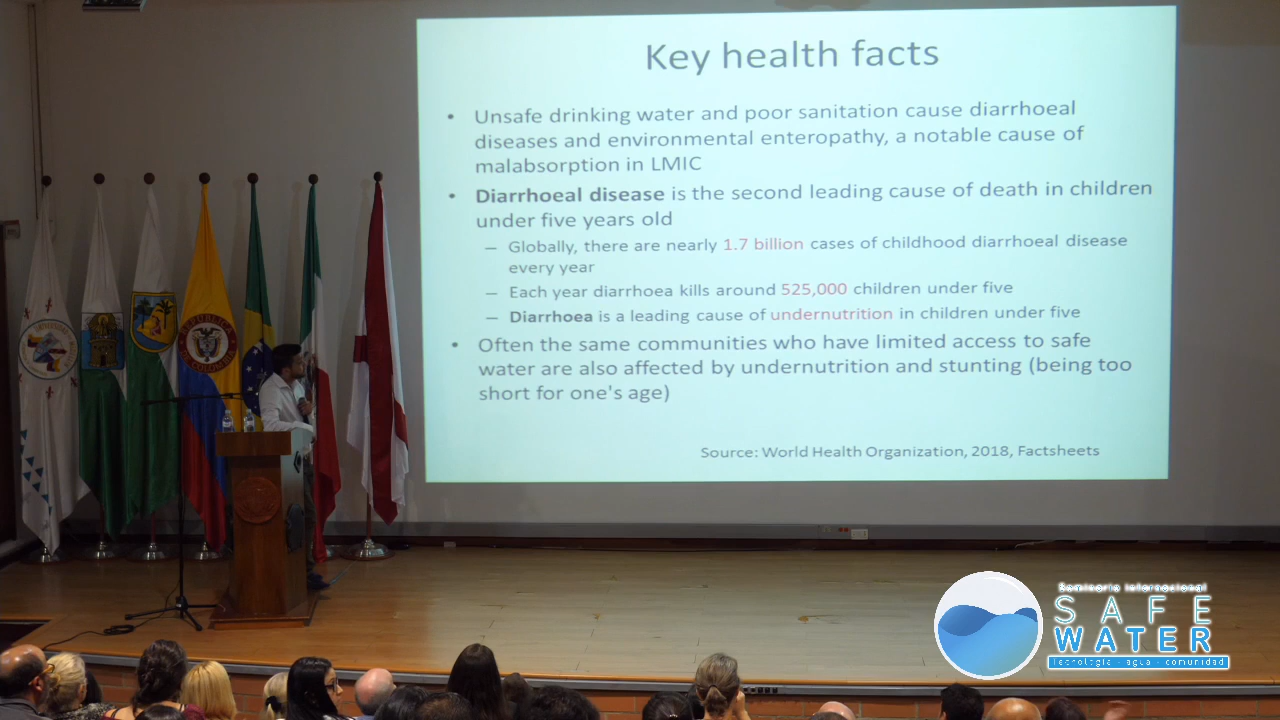 Key health facts
• Unsafe drinking water and poor sanitation cause diarrhoeal
diseases and environmental enteropathy, a notable cause of
malabsorption in LMIC
• Diarrhoeal disease is the second leading cause of death in children
under five years old
– Globally, there are nearly 1.7 billion cases of childhood diarrhoeal disease
every year
– Each year diarrhoea kills around 525,000 children under five
– Diarrhoea is a leading cause of undernutrition in children under five
• Often the same communities who have limited access to safe
water are also affected by undernutrition and stunting (being too
short for one's age)
Source: World Health Organization, 2018, Factsheets
Seminario internacional
SAFE
WATER
Tecnología · agua · comunidad